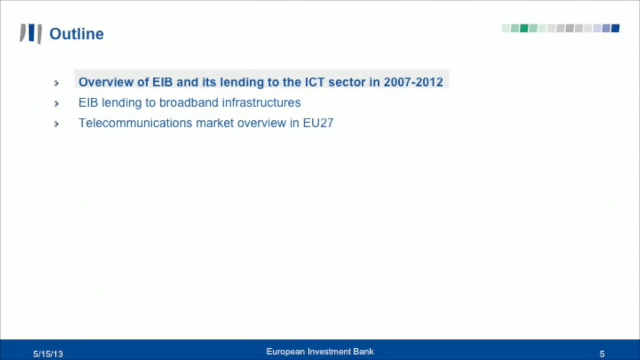 Outline
Overview of EIB and its lending to the ICT sector in 2007-2012
EIB lending to broadband infrastructures
Telecommunications market overview in EU27
5/15/13
European Investment Bank
5